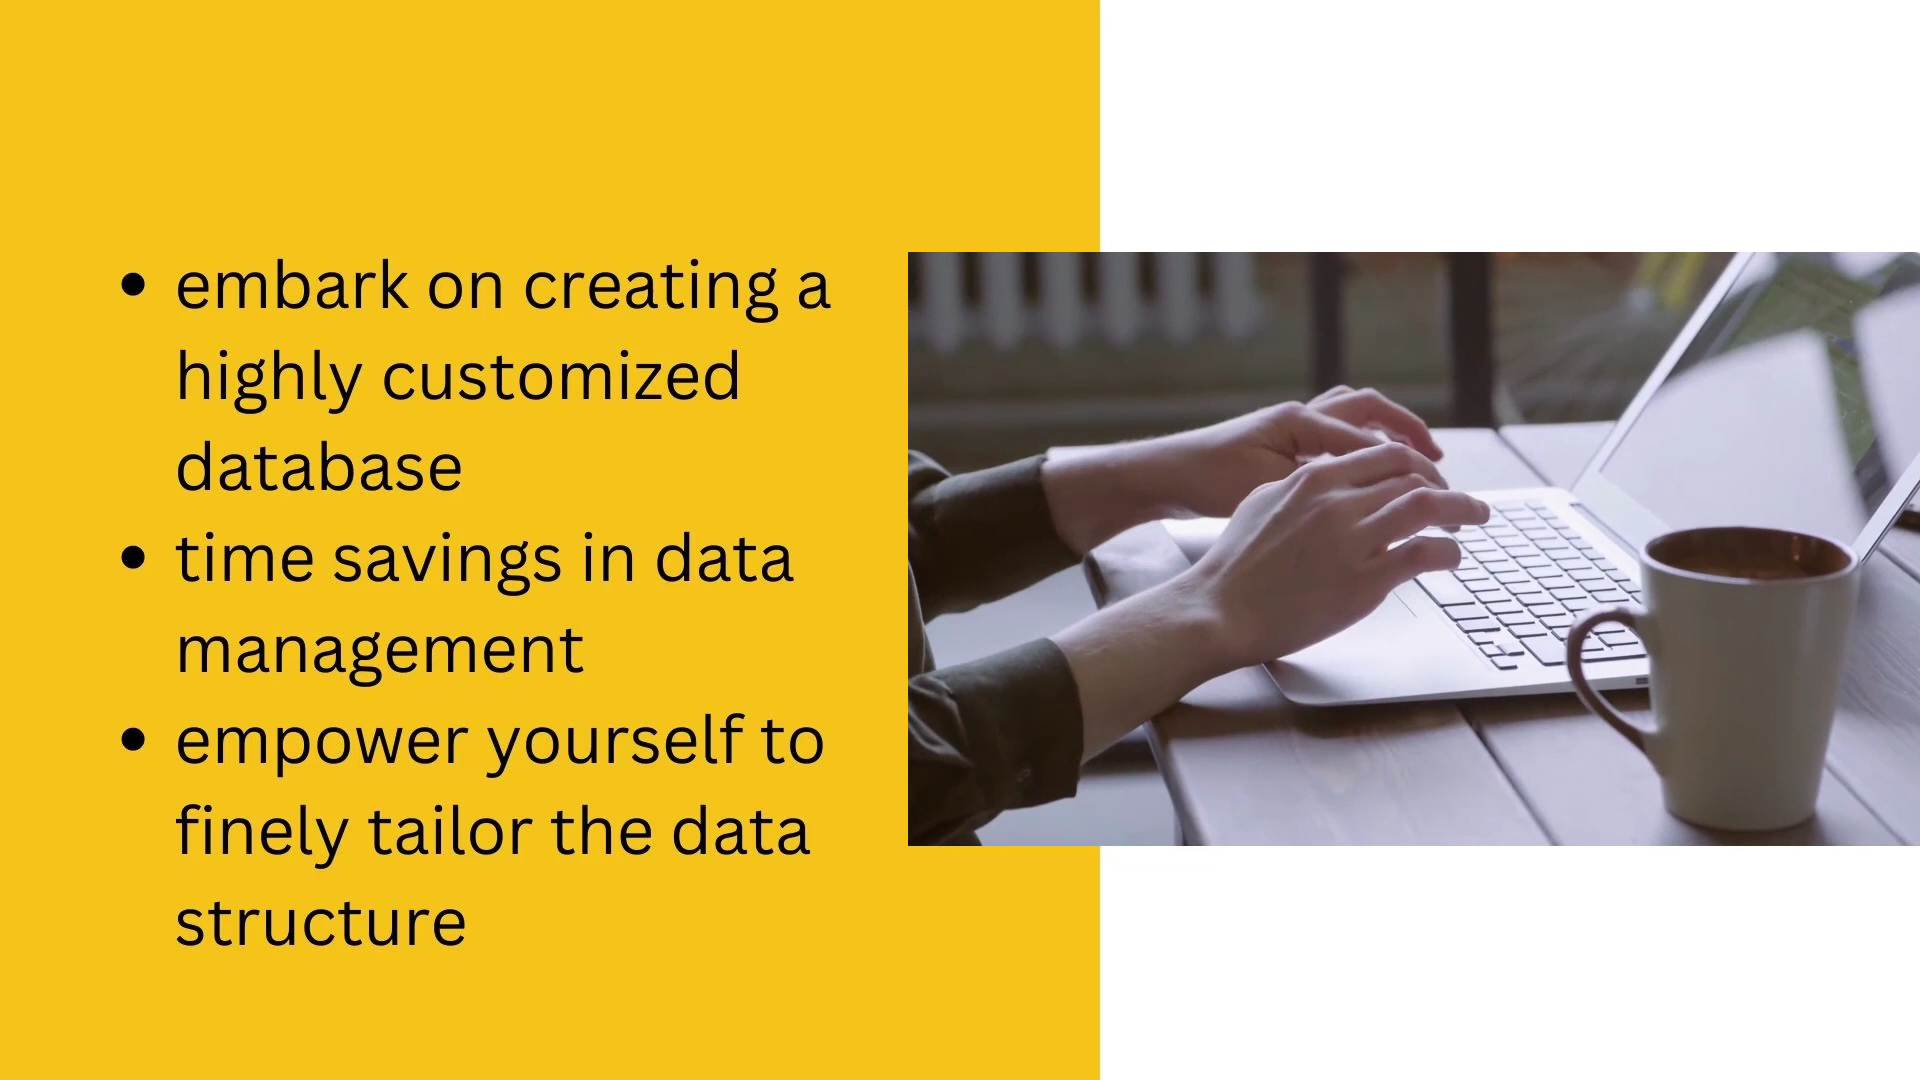 • embark on creating a
highly customized
database
• time savings in data
management
• empower yourself to
finely tailor the data
structure